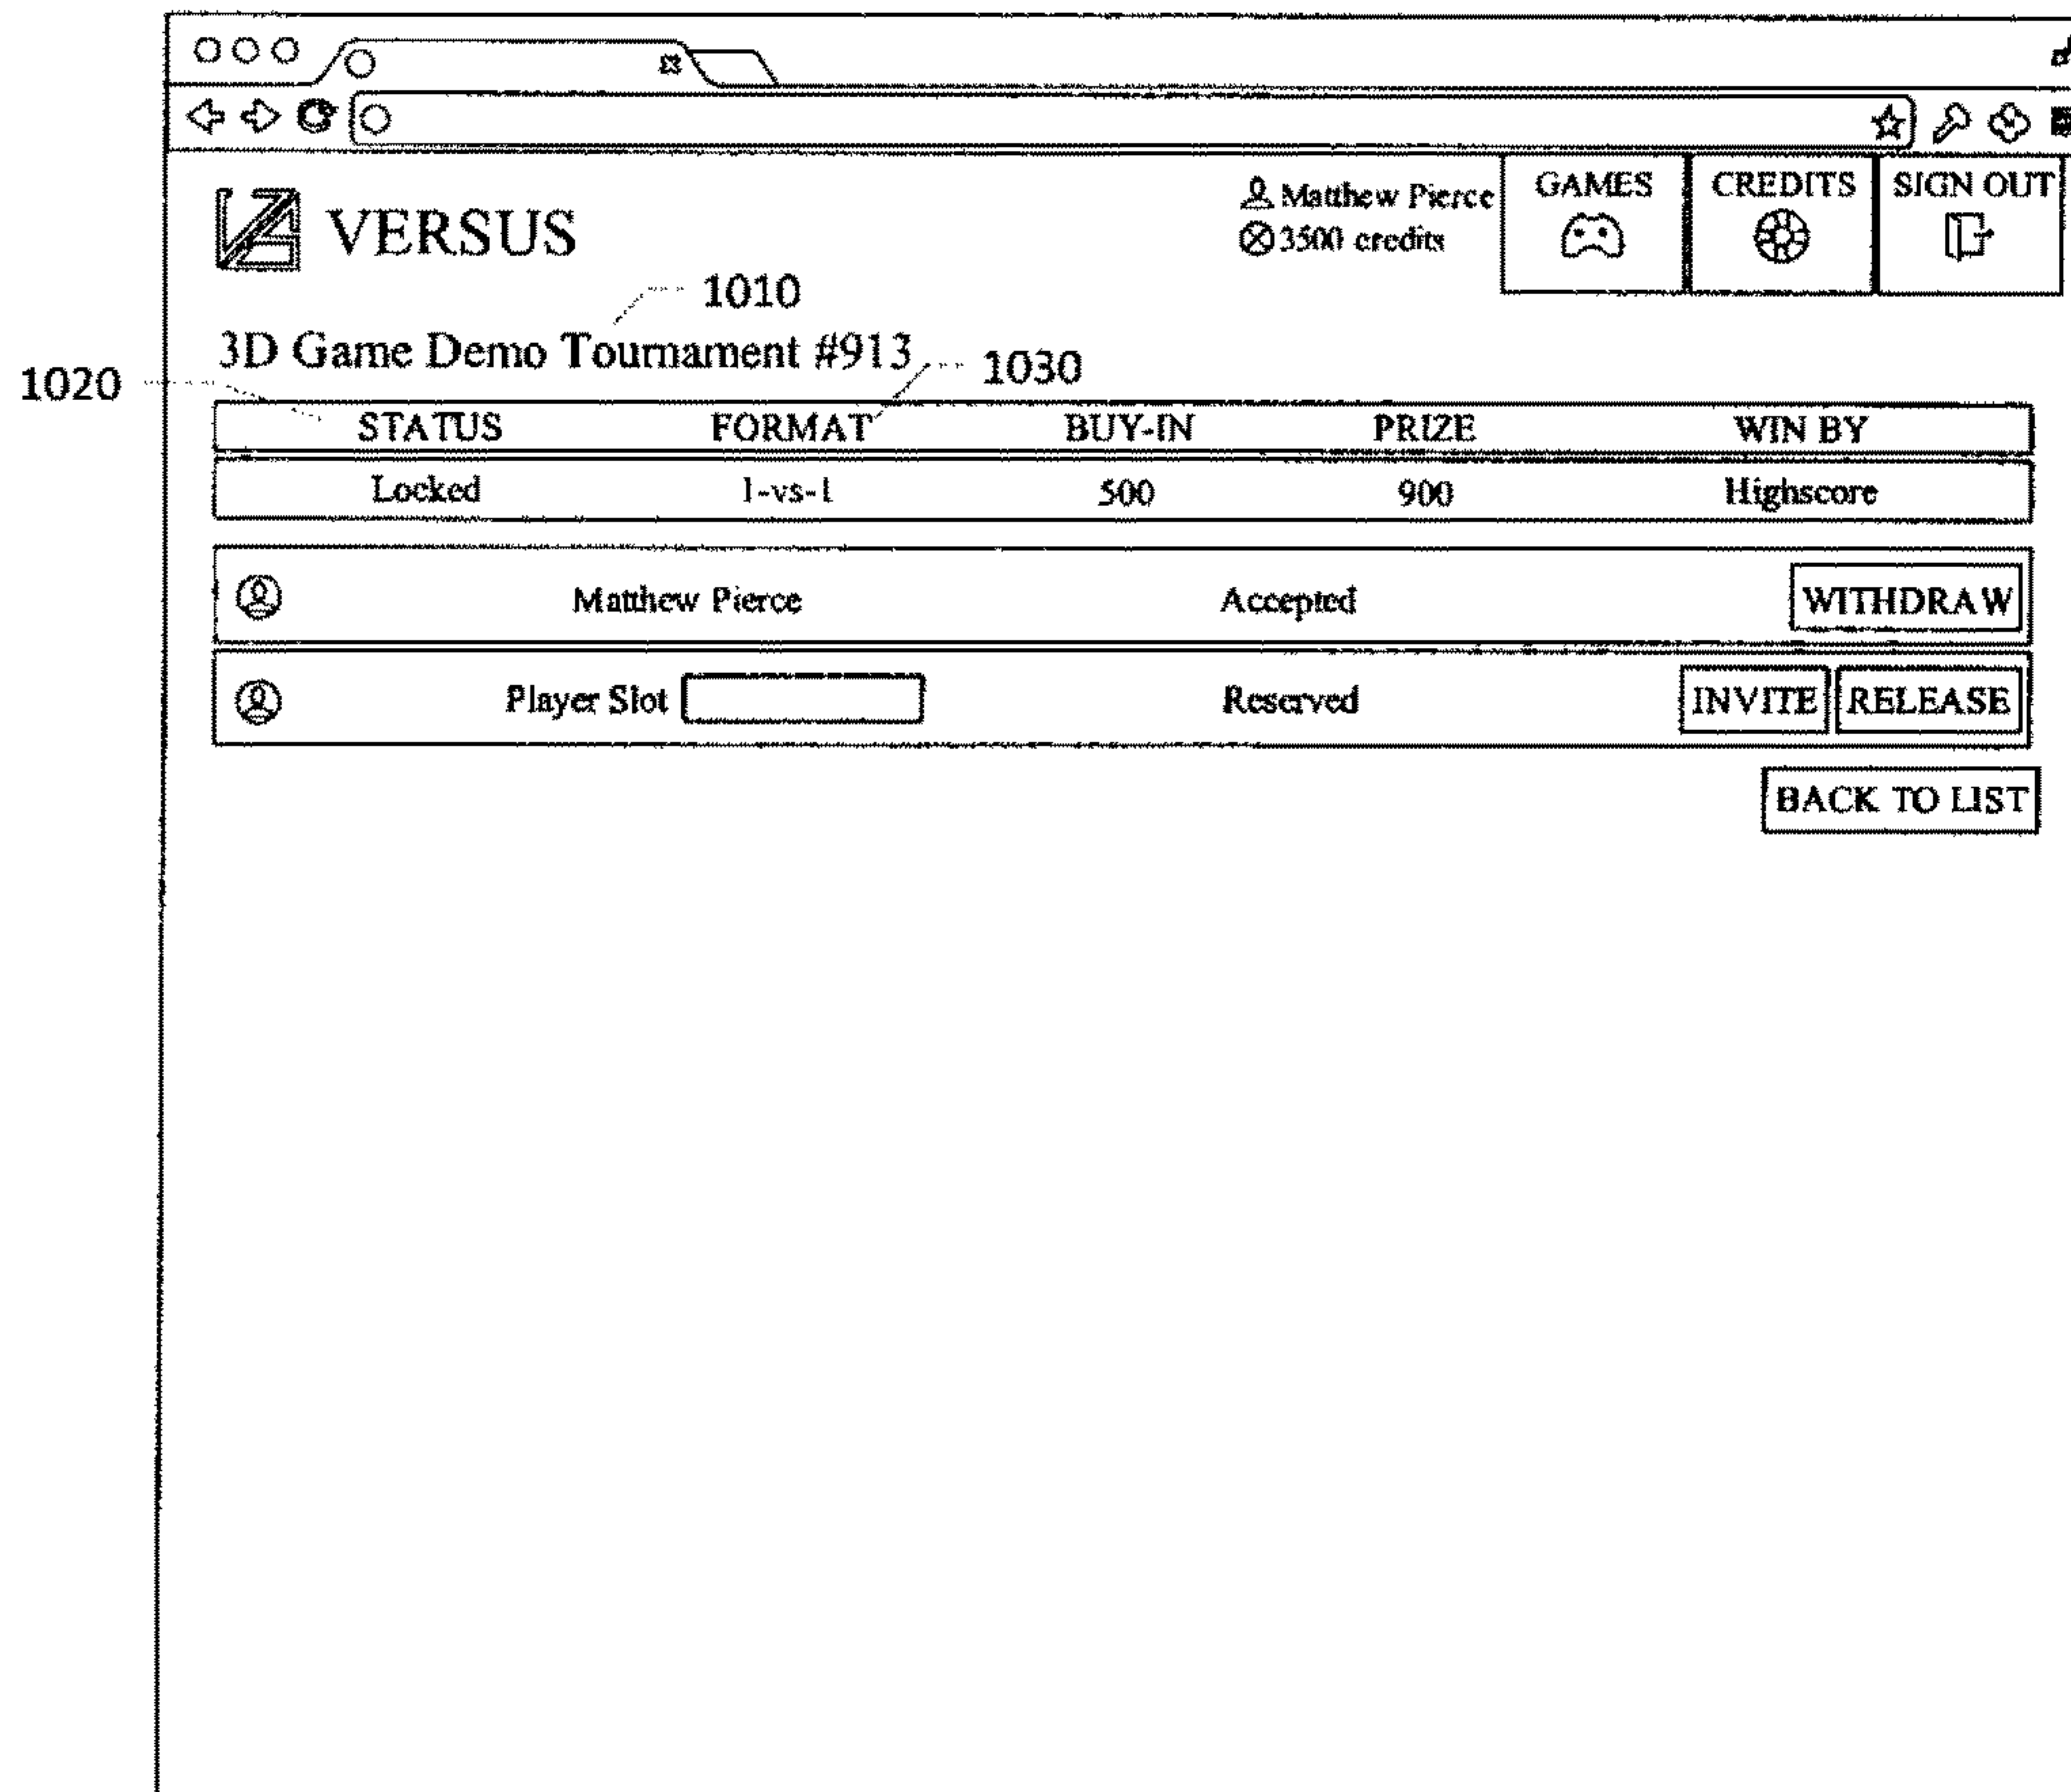 VERSUS
Matthew Pierce
3500 credits
GAMES
CREDITS
SIGN OUT
1010
3D Game Demo Tournament #913
1020
1030
STATUS FORMAT BUY-IN PRIZE WIN BY
Locked 1-vs-1 500 900 Highscore
Matthew Pierce Accepted WITHDRAW
Player Slot Reserved INVITE RELEASE
BACK TO LIST